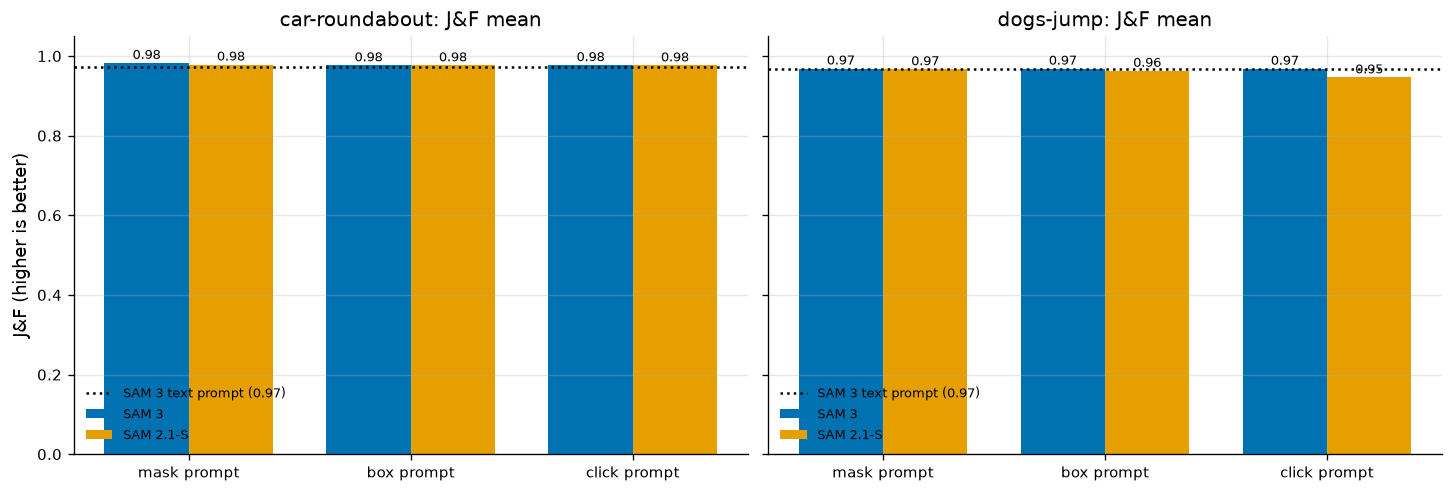 car-roundabout: J&F mean
dogs-jump: J&F mean
J&F (higher is better)
1.0
0.8
0.6
0.4
0.2
0.0
0.98
0.98
0.98
0.98
0.98
0.98
SAM 3 text prompt (0.97)
SAM 3
SAM 2.1-S
mask prompt
box prompt
click prompt
0.97
0.97
0.97
0.96
0.97
0.95
SAM 3 text prompt (0.97)
SAM 3
SAM 2.1-S
mask prompt
box prompt
click prompt